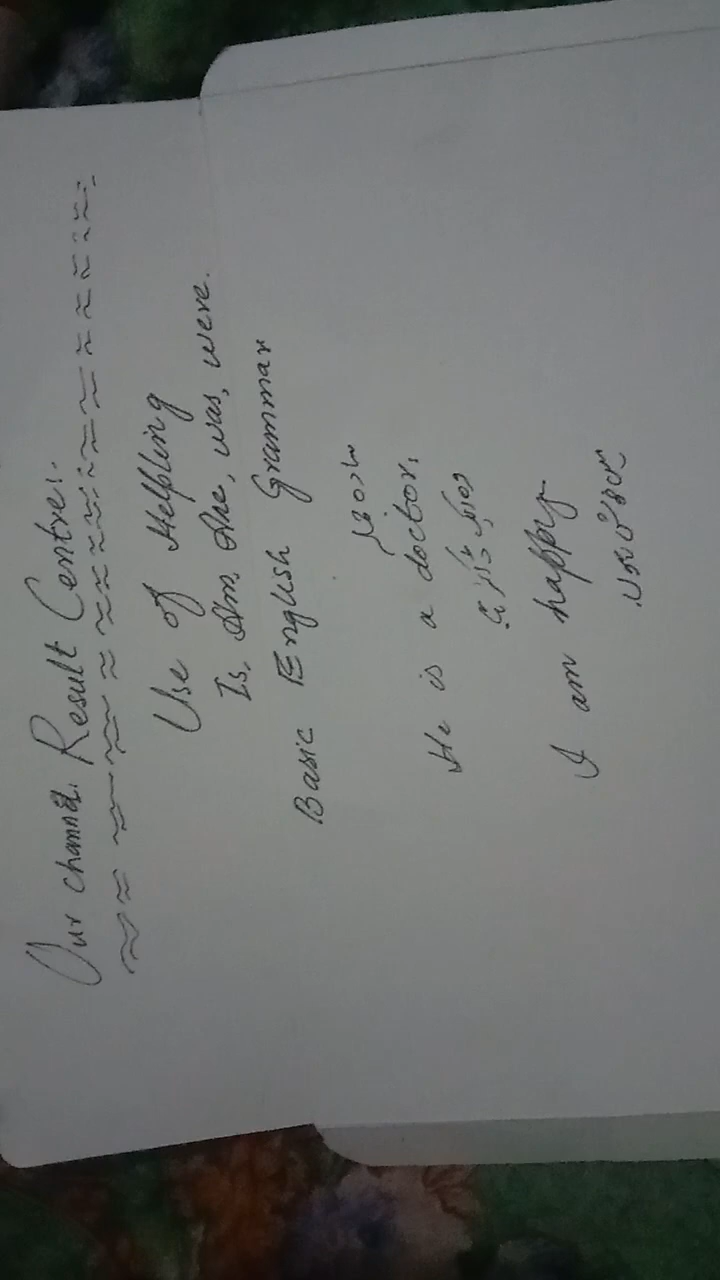 Our channel. Result Centre:.
Use of Helpling
Is, Am, Are, was, were.
Basic English Grammar
He is a doctor.
I am happy